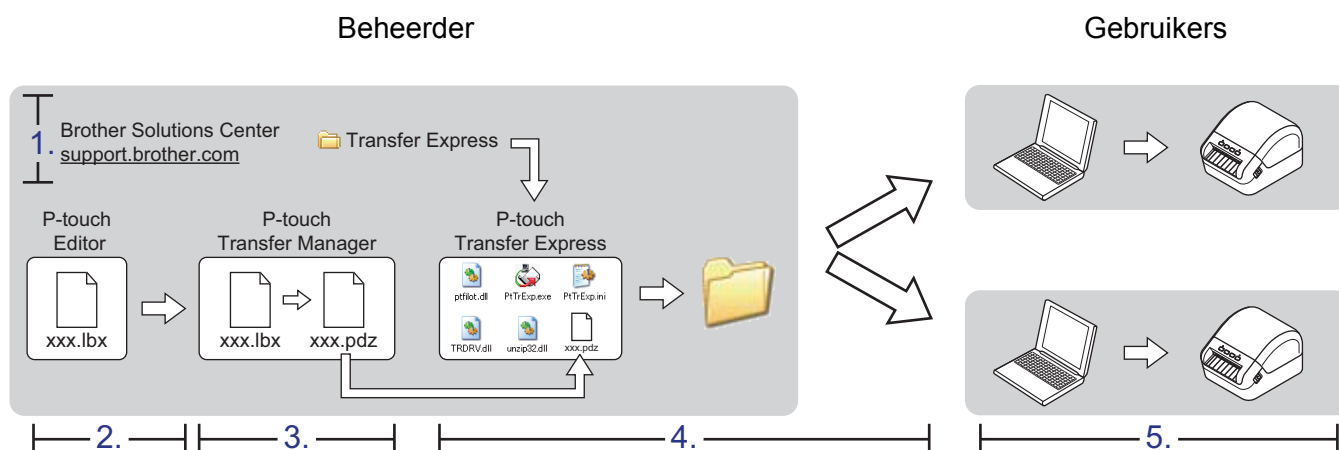 Beheerder
Gebruikers
1.
Brother Solutions Center
support.brother.com
Transfer Express
P-touch
Editor
xxx.lbx
P-touch
Transfer Manager
xxx.lbx xxx.pdz
P-touch
Transfer Express
ptfilot.dll PtTrExp.exe PtTrExp.ini
TRDRV.dll unzip32.dll xxx.pdz
2. 3. 4. 5.